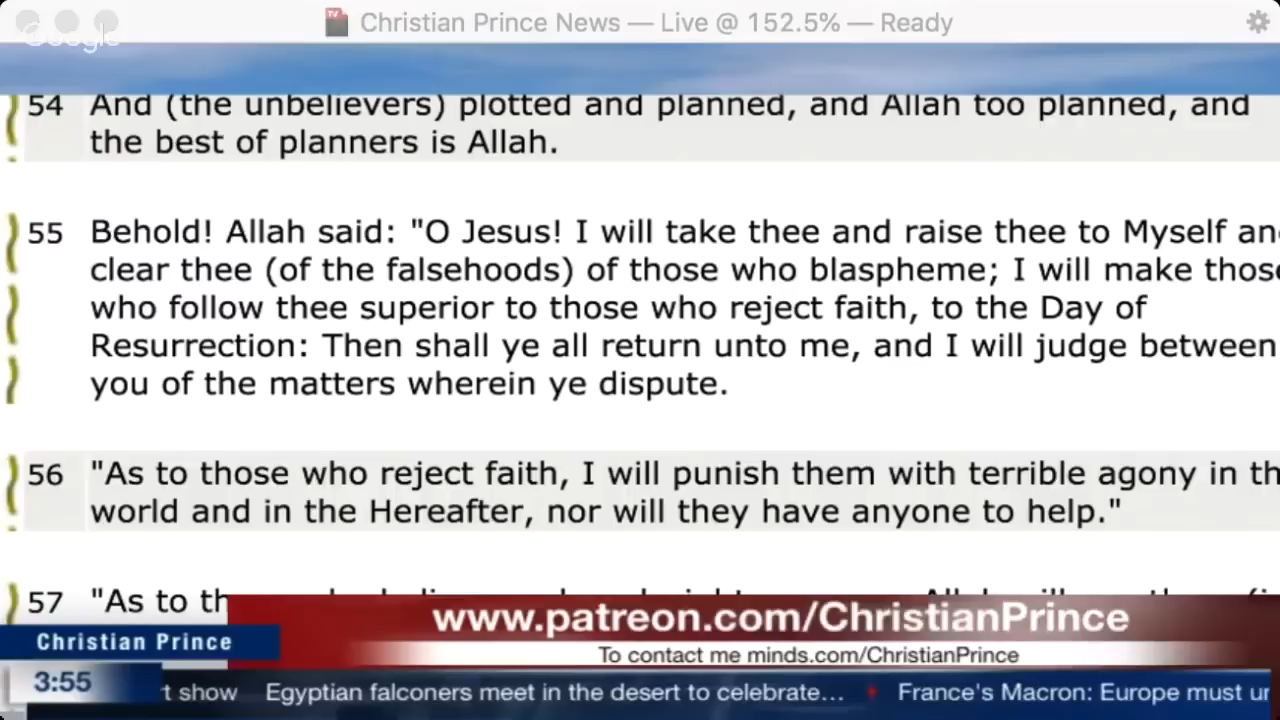 Google
Christian Prince News — Live @ 152.5% — Ready
54 And (the unbelievers) plotted and planned, and Allah too planned, and
the best of planners is Allah.
55 Behold! Allah said: "O Jesus! I will take thee and raise thee to Myself an
clear thee (of the falsehoods) of those who blaspheme; I will make those
who follow thee superior to those who reject faith, to the Day of
Resurrection: Then shall ye all return unto me, and I will judge between
you of the matters wherein ye dispute.
56 "As to those who reject faith, I will punish them with terrible agony in th
world and in the Hereafter, nor will they have anyone to help."
57 "As to th
www.patreon.com/ChristianPrince
Christian Prince
To contact me minds.com/ChristianPrince
3:55
t show Egyptian falconers meet in the desert to celebrate... • France's Macron: Europe must ur